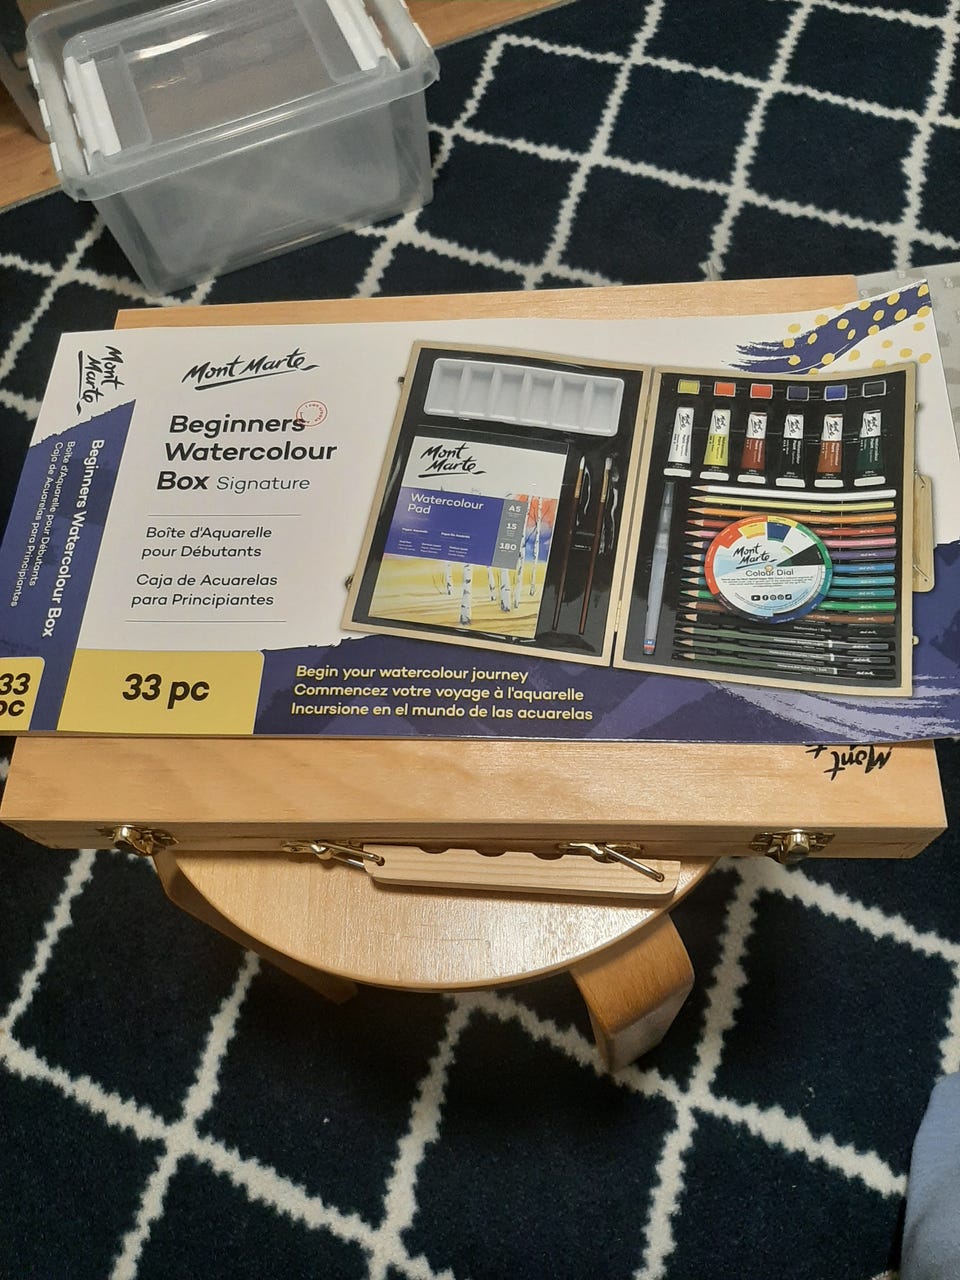 Mont Marte
Beginners
Watercolour
Box Signature
Boîte d'Aquarelle
pour Débutants
Caja de Acuarelas
para Principiantes
33 pc
Begin your watercolour journey
Commencez votre voyage à l'aquarelle
Incursione en el mundo de las acuarelas
Mont
Marte
Beginners Watercolour Box
Boîte d'Aquarelle pour Débutants
Caja de Acuarelas para Principiantes
33
pc
Mont
Marte
Watercolour
Pad
A5
15
180
Mont
Marte
Colour Dial
Mont